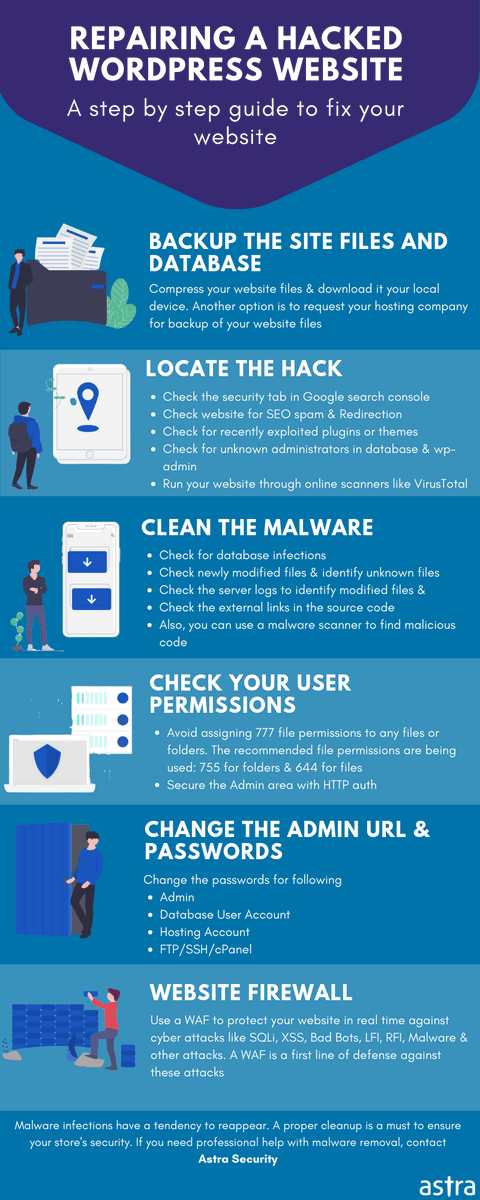 REPAIRING A HACKED
WORDPRESS WEBSITE
A step by step guide to fix your
website
BACKUP THE SITE FILES AND
DATABASE
Compress your website files & download it your local
device. Another option is to request your hosting company
for backup of your website files
LOCATE THE HACK
• Check the security tab in Google search console
• Check website for SEO spam & Redirection
• Check for recently exploited plugins or themes
• Check for unknown administrators in database & wp-
admin
• Run your website through online scanners like VirusTotal
CLEAN THE MALWARE
• Check for database infections
• Check newly modified files & identify unknown files
• Check the server logs to identify modified files &
• Check the external links in the source code
• Also, you can use a malware scanner to find malicious
code
CHECK YOUR USER
PERMISSIONS
• Avoid assigning 777 file permissions to any files or
folders. The recommended file permissions are being
used: 755 for folders & 644 for files
• Secure the Admin area with HTTP auth
CHANGE THE ADMIN URL &
PASSWORDS
Change the passwords for following
• Admin
• Database User Account
• Hosting Account
• FTP/SSH/cPanel
WEBSITE FIREWALL
Use a WAF to protect your website in real time against
cyber attacks like SQLi, XSS, Bad Bots, LFI, RFI, Malware &
other attacks. A WAF is a first line of defense against
these attacks
Malware infections have a tendency to reappear. A proper cleanup is a must to ensure
your store's security. If you need professional help with malware removal, contact
Astra Security
astra